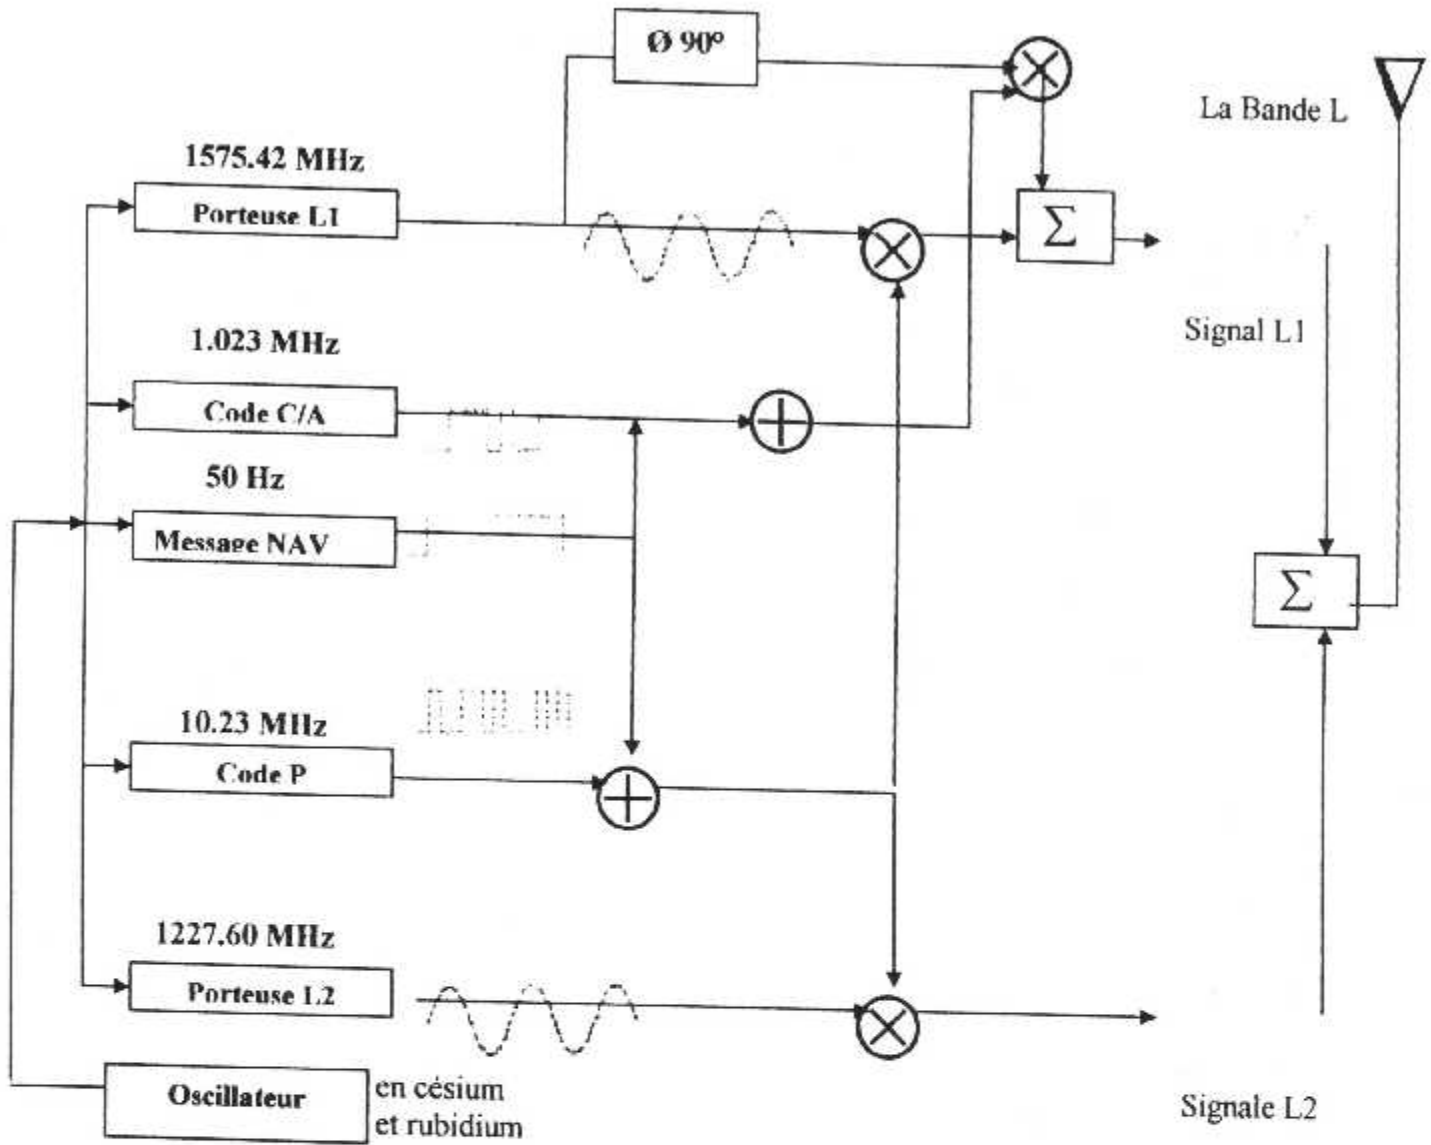 Ø 90°
La Bande L
1575.42 MHz
Porteuse L1
Σ
1.023 MHz
Signal L1
Code C/A
50 Hz
Message NAV
Σ
10.23 MHz
Code P
1227.60 MHz
Porteuse L2
Oscillateur
en césium
et rubidium
Signale L2